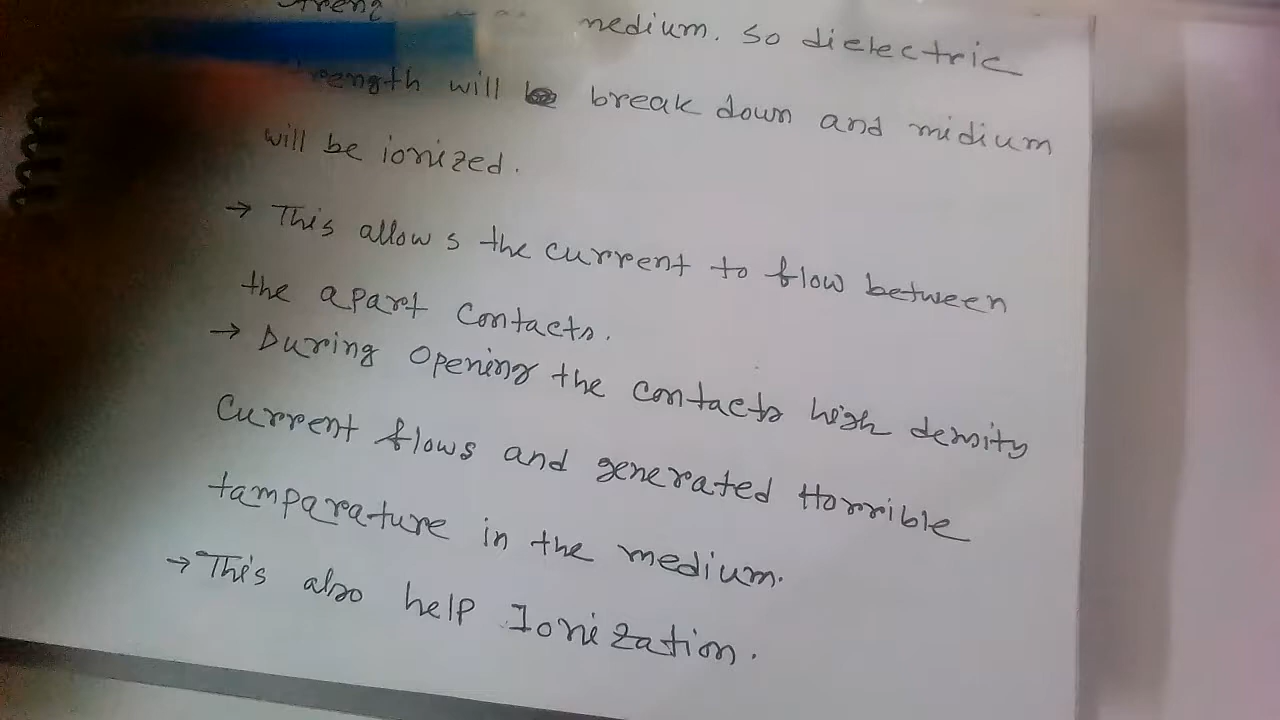 medium. so dielectric
will be break down and midium
will be ionized.
→ This allows the current to flow between
the apart contacts.
→ During opening the contacts high density
current flows and generated Horrible
tamparature in the medium.
→ This also help Ionization.